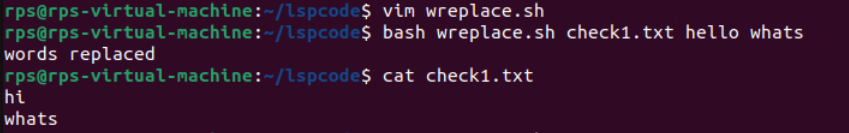 rps@rps-virtual-machine:~/lspcode$ vim wreplace.sh
rps@rps-virtual-machine:~/lspcode$ bash wreplace.sh check1.txt hello whats
words replaced
rps@rps-virtual-machine:~/lspcode$ cat check1.txt
hi
whats